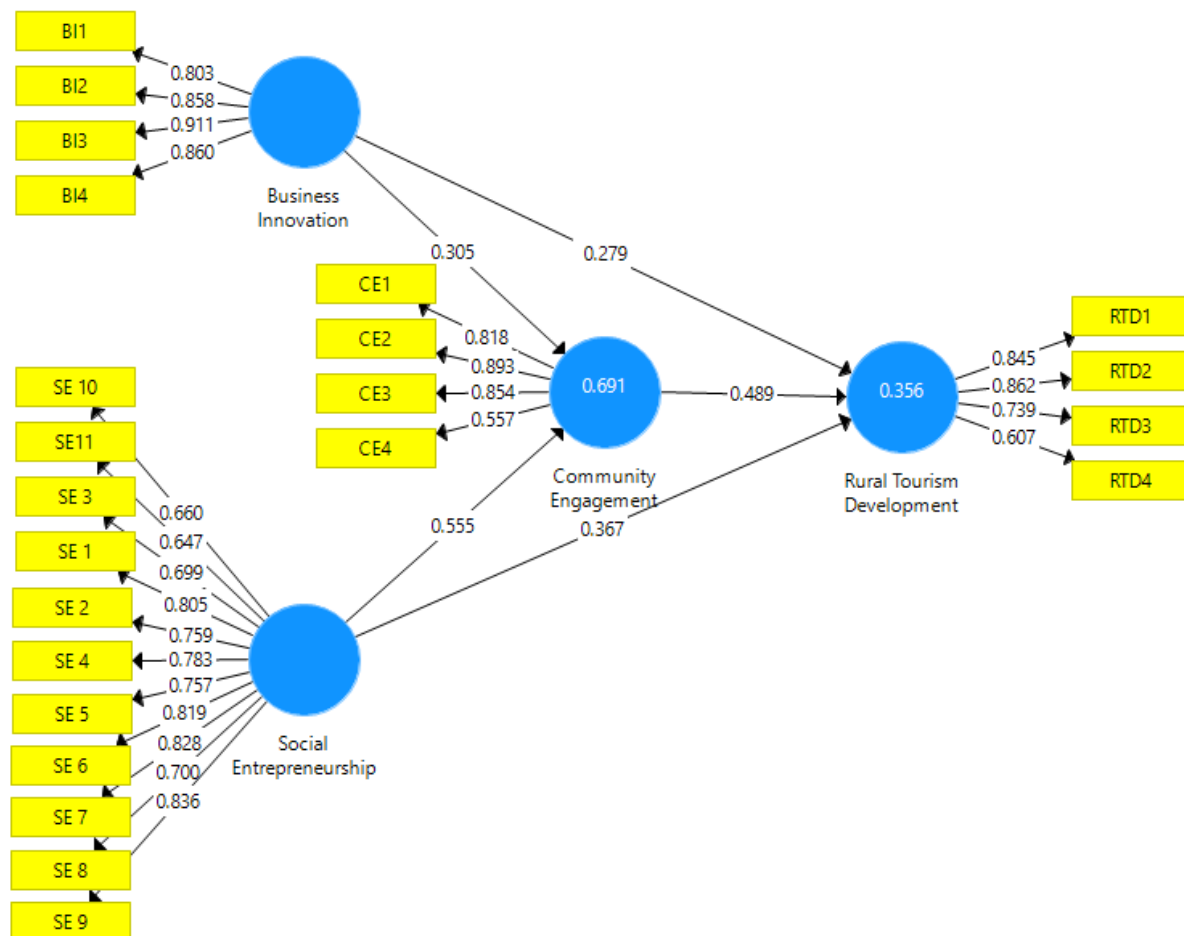 BI1
BI2
BI3
BI4
0.803
0.858
0.911
0.860
Business
Innovation
0.305
0.279
CE1
CE2
CE3
CE4
0.818
0.893
0.854
0.557
0.691
Community
Engagement
0.489
0.356
Rural Tourism
Development
RTD1
RTD2
RTD3
RTD4
0.845
0.862
0.739
0.607
SE 10
SE11
SE 3
SE 1
SE 2
SE 4
SE 5
SE 6
SE 7
SE 8
SE 9
0.660
0.647
0.699
0.805
0.759
0.783
0.757
0.819
0.828
0.700
0.836
0.555
0.367
Social
Entrepreneurship